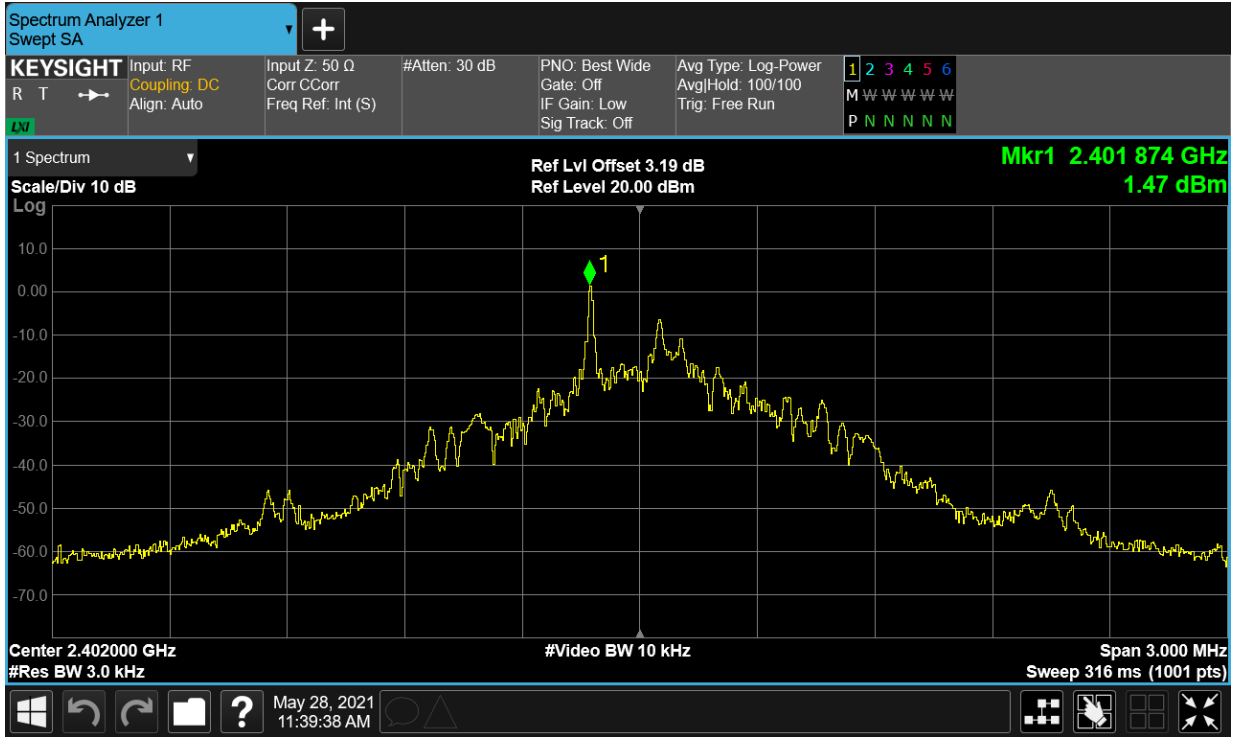 Spectrum Analyzer 1
Swept SA
KEYSIGHT
R T
LXI
Input: RF
Coupling: DC
Align: Auto
Input Z: 50 Ω
Corr CCorr
Freq Ref: Int (S)
#Atten: 30 dB
PNO: Best Wide
Gate: Off
IF Gain: Low
Sig Track: Off
Avg Type: Log-Power
Avg|Hold: 100/100
Trig: Free Run
1 2 3 4 5 6
M W W W W W
P N N N N N
1 Spectrum
Scale/Div 10 dB
Log
Ref Lvl Offset 3.19 dB
Ref Level 20.00 dBm
Mkr1 2.401 874 GHz
1.47 dBm
1
10.0
0.00
-10.0
-20.0
-30.0
-40.0
-50.0
-60.0
-70.0
Center 2.402000 GHz
#Res BW 3.0 kHz
#Video BW 10 kHz
Span 3.000 MHz
Sweep 316 ms (1001 pts)
?
May 28, 2021
11:39:38 AM